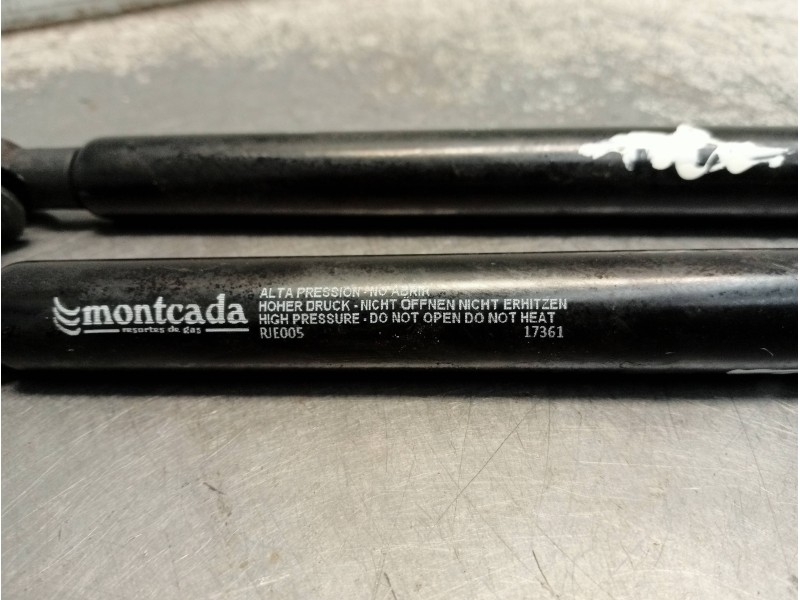 montcada
resortes de gas
ALTA PRESSION - NO ABRIR
HOHER DRUCK - NICHT ÖFFNEN NICHT ERHITZEN
HIGH PRESSURE - DO NOT OPEN DO NOT HEAT
RJE005 17361